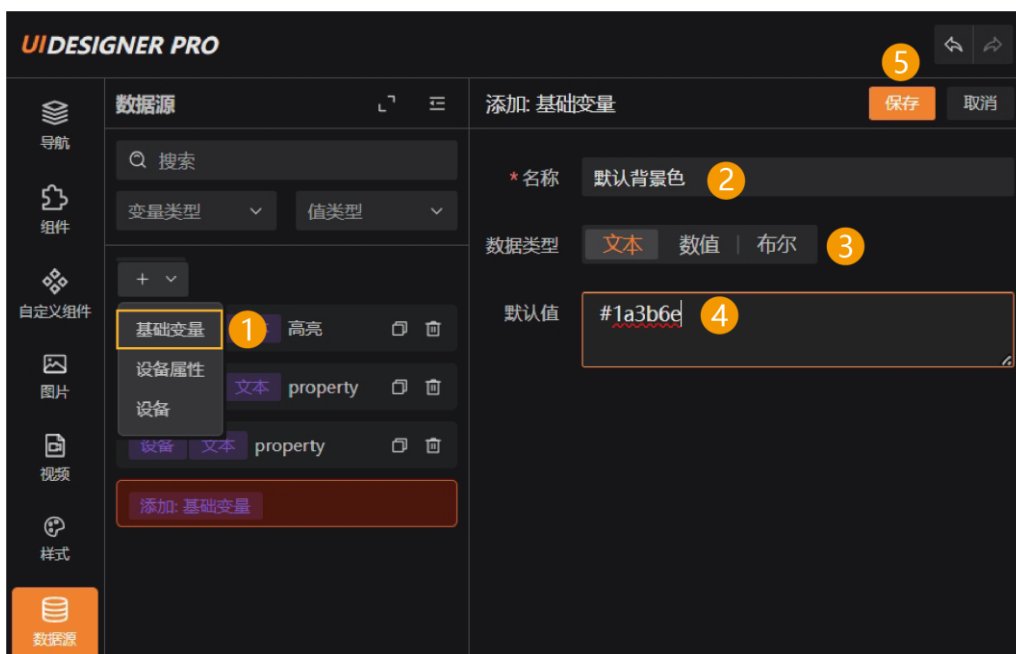 UIDESIGNER PRO
5
数据源
添加: 基础变量
保存
取消
导航
搜索
*名称
默认背景色
2
组件
变量类型
值类型
数据类型
文本
数值
布尔
3
自定义组件
+
默认值
#1a3b6e
4
基础变量
1
高亮
设备属性
文本
property
图片
设备
设备
文本
property
视频
添加: 基础变量
样式
数据源